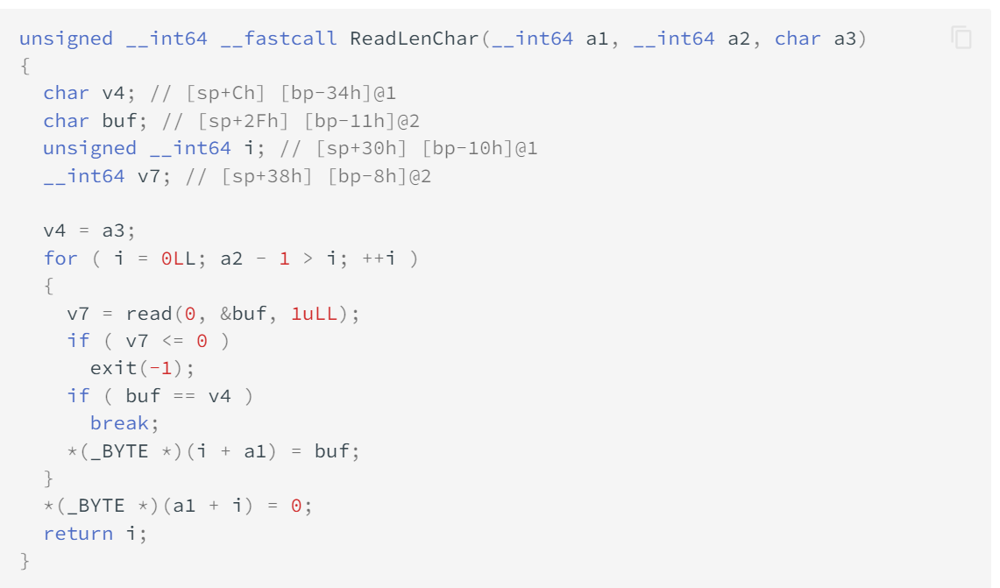 unsigned __int64 __fastcall ReadLenChar(__int64 a1, __int64 a2, char a3)
{
  char v4; // [sp+Ch] [bp-34h]@1
  char buf; // [sp+2Fh] [bp-11h]@2
  unsigned __int64 i; // [sp+30h] [bp-10h]@1
  __int64 v7; // [sp+38h] [bp-8h]@2

  v4 = a3;
  for ( i = 0LL; a2 - 1 > i; ++i )
  {
    v7 = read(0, &buf, 1uLL);
    if ( v7 <= 0 )
      exit(-1);
    if ( buf == v4 )
      break;
    *(_BYTE *)(i + a1) = buf;
  }
  *(_BYTE *)(a1 + i) = 0;
  return i;
}